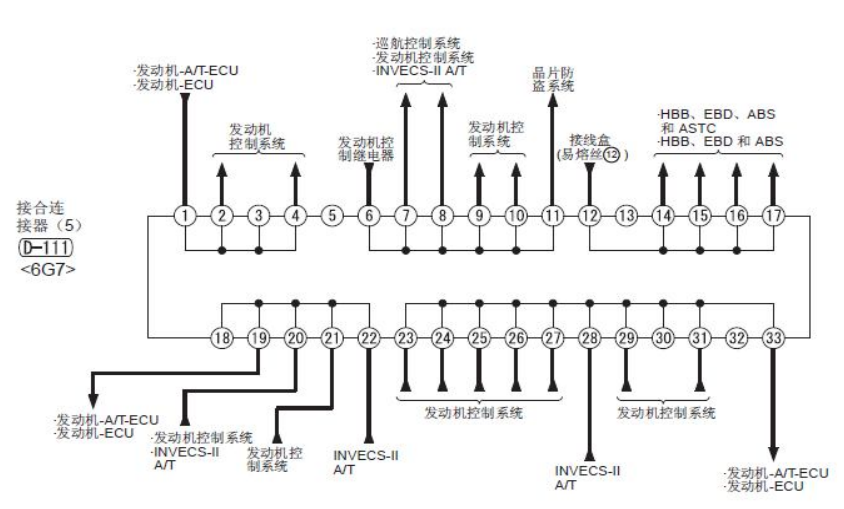 ·巡航控制系统
·发动机控制系统
·INVECS-II A/T
·发动机-A/T-ECU
·发动机-ECU
晶片防
盗系统
发动机
控制系统
发动机控
制继电器
发动机控
制系统
接线盒
(易熔丝⑫)
·HBB、EBD、ABS
和 ASTC
·HBB、EBD 和 ABS
接合连
接器（5）
D-111
<6G7>
1 2 3 4 5 6 7 8 9 10 11 12 13 14 15 16 17
18 19 20 21 22 23 24 25 26 27 28 29 30 31 32 33
·发动机-A/T-ECU
·发动机-ECU
·发动机控制系统
·INVECS-II
A/T
发动机控
制系统
INVECS-II
A/T
发动机控制系统
INVECS-II
A/T
发动机控制系统
·发动机-A/T-ECU
·发动机-ECU